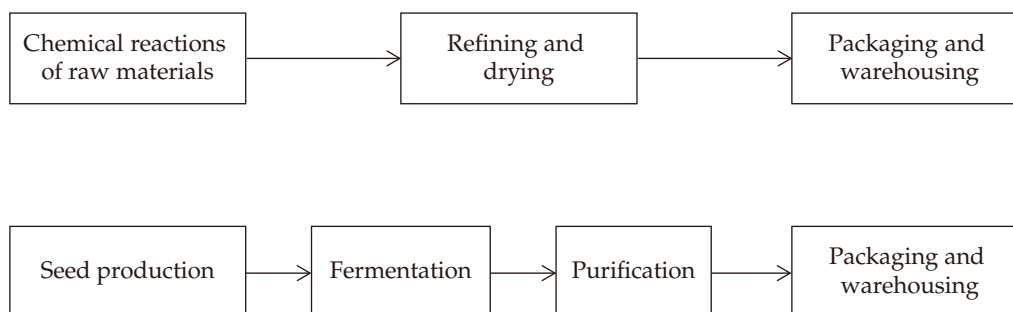 Chemical reactions
of raw materials
Refining and
drying
Packaging and
warehousing
Seed production
Fermentation
Purification
Packaging and
warehousing